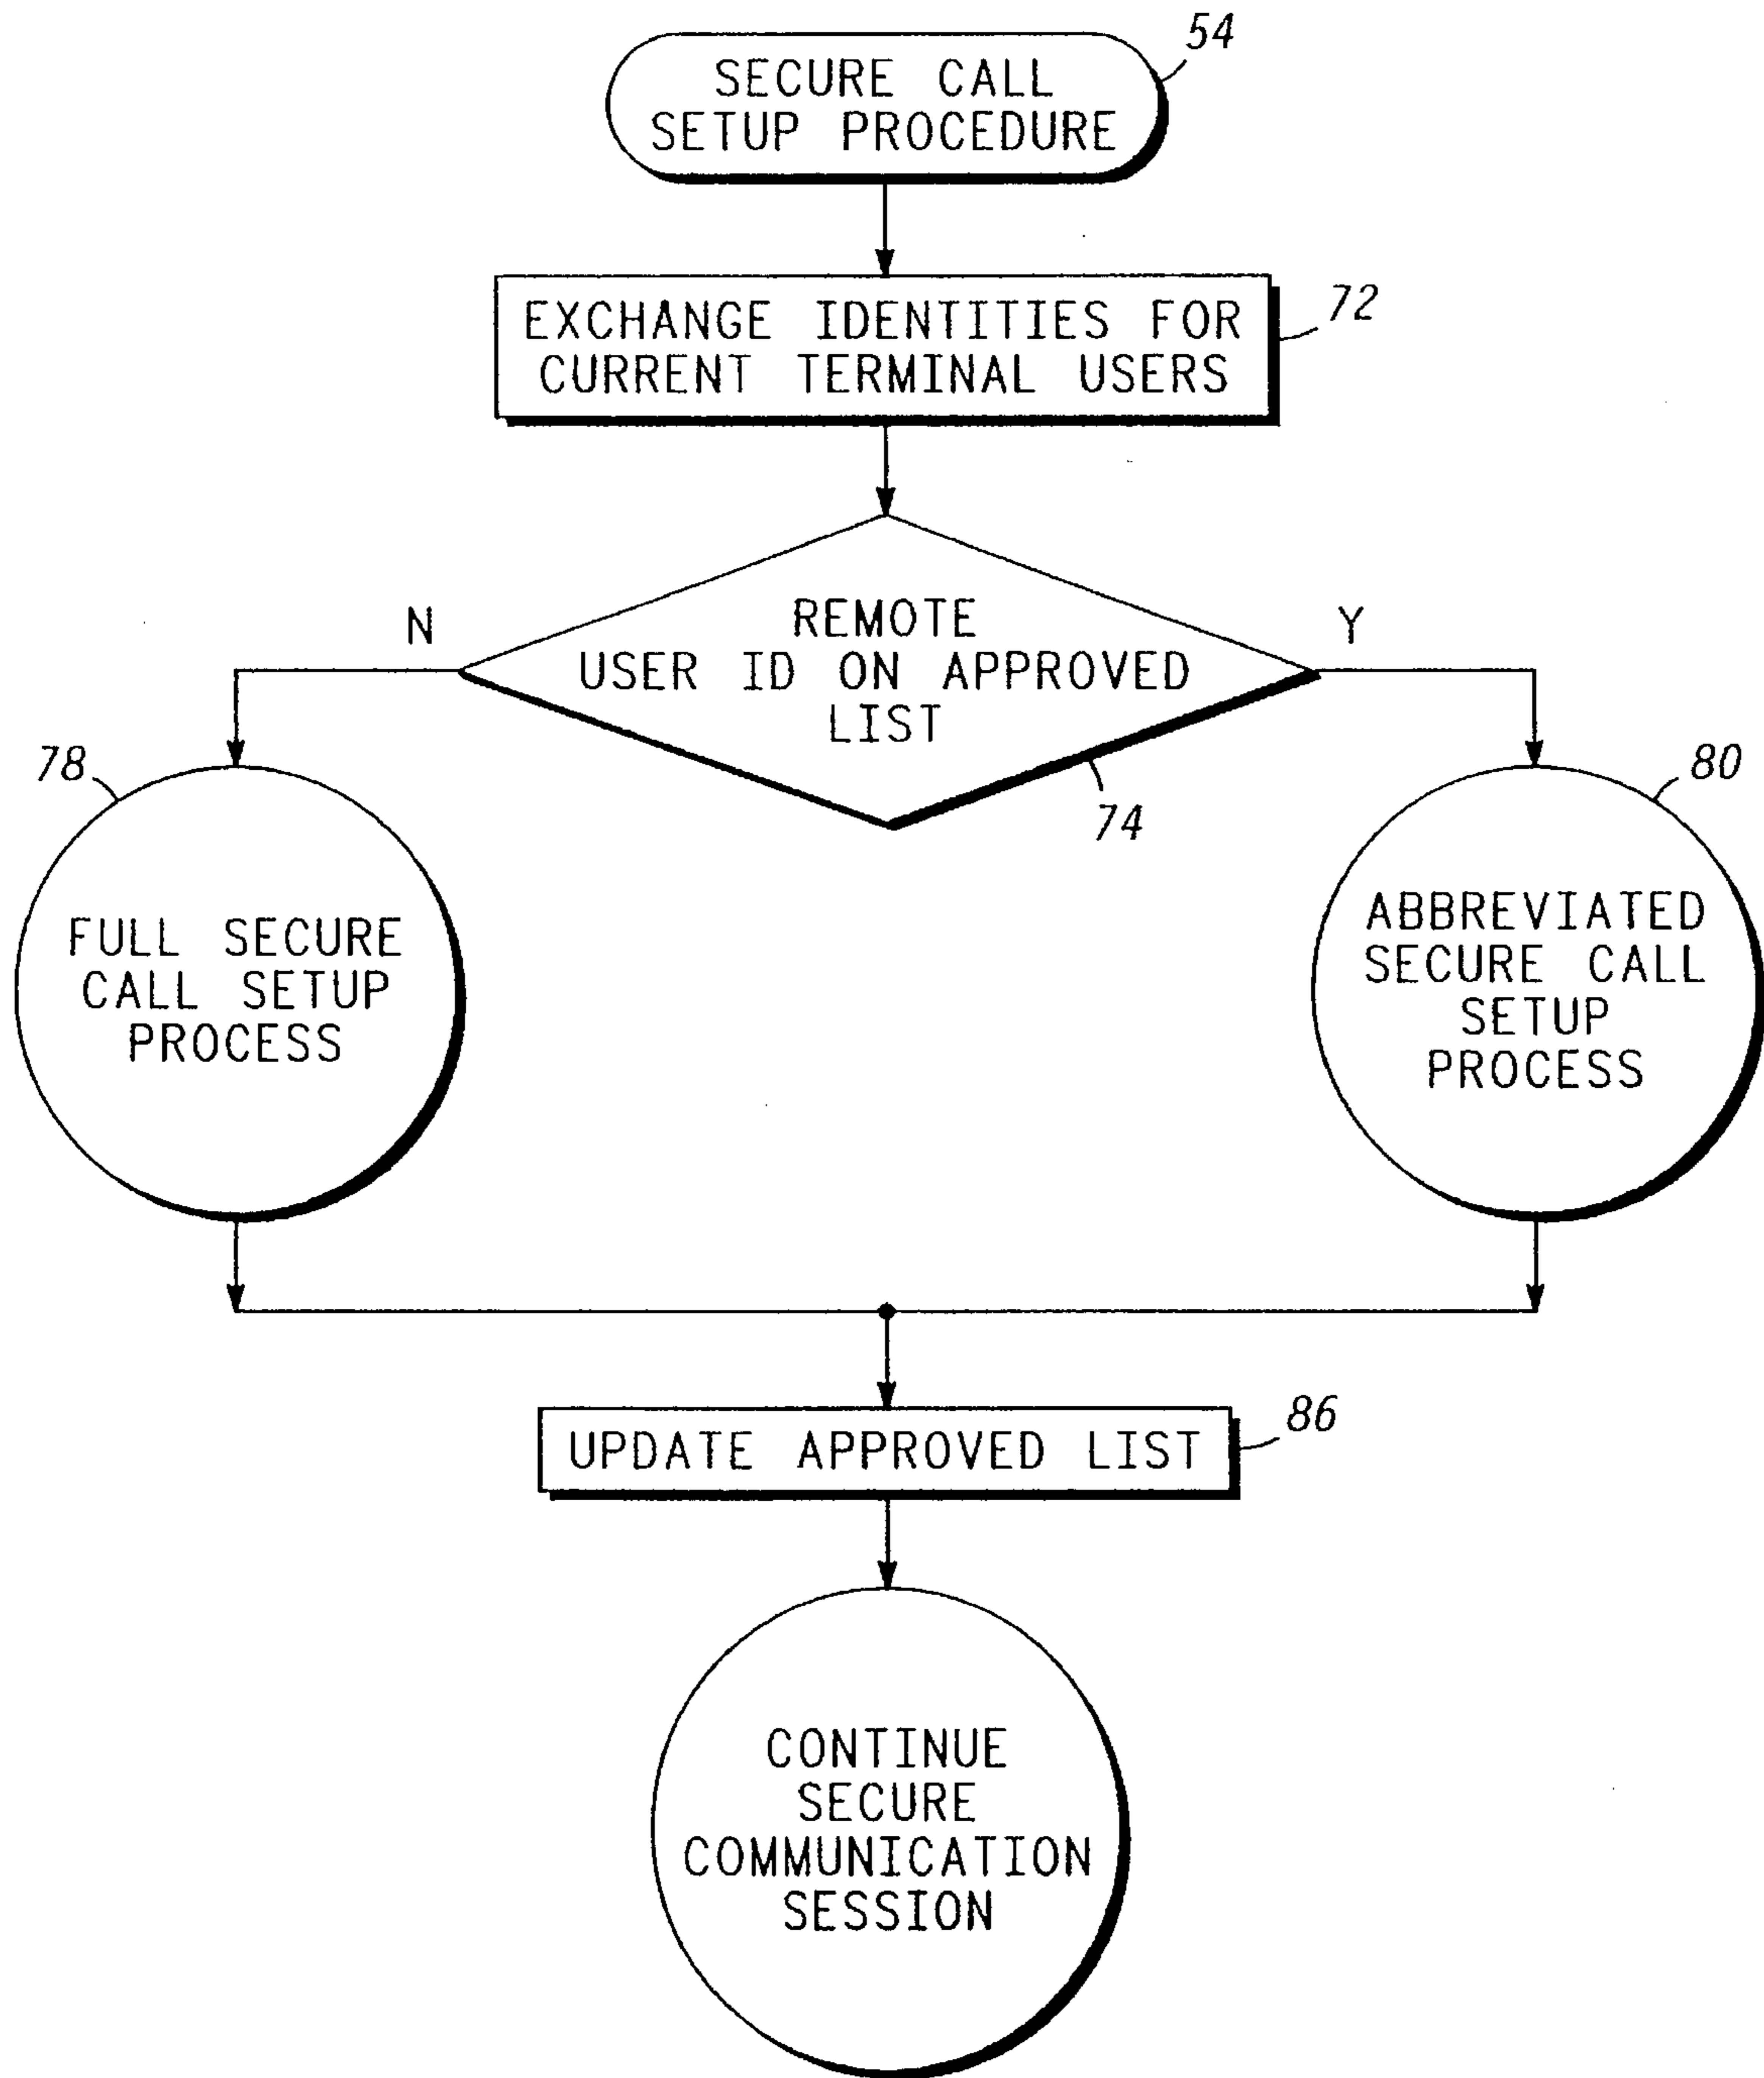 54
SECURE CALL
SETUP PROCEDURE
72
EXCHANGE IDENTITIES FOR
CURRENT TERMINAL USERS
N
Y
REMOTE
USER ID ON APPROVED
LIST
74
78
80
FULL SECURE
CALL SETUP
PROCESS
ABBREVIATED
SECURE CALL
SETUP
PROCESS
86
UPDATE APPROVED LIST
CONTINUE
SECURE
COMMUNICATION
SESSION